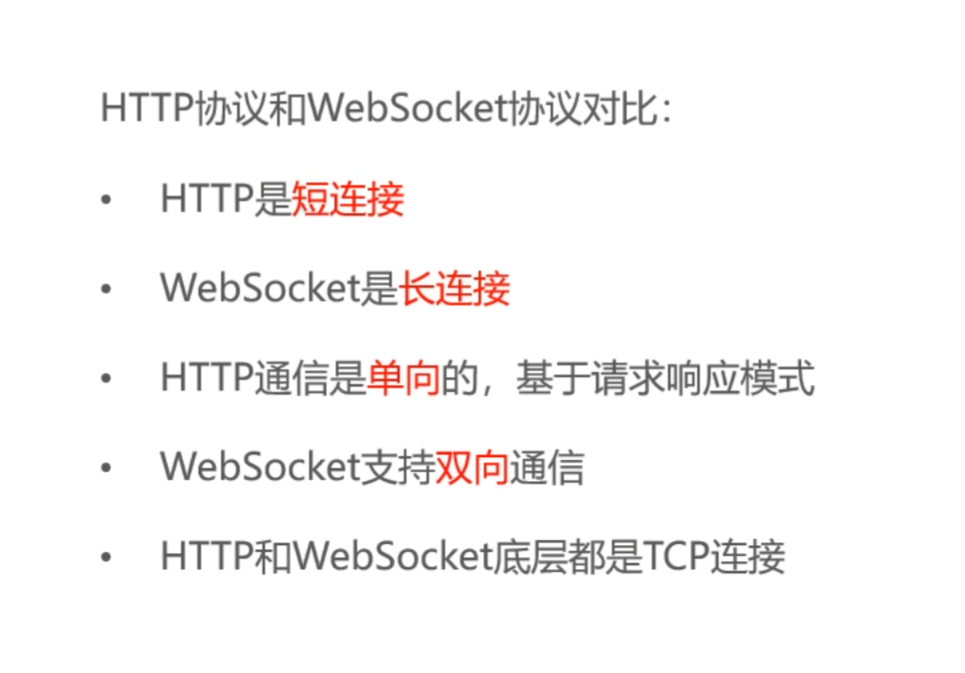 HTTP协议和WebSocket协议对比：
• HTTP是短连接
• WebSocket是长连接
• HTTP通信是单向的，基于请求响应模式
• WebSocket支持双向通信
• HTTP和WebSocket底层都是TCP连接